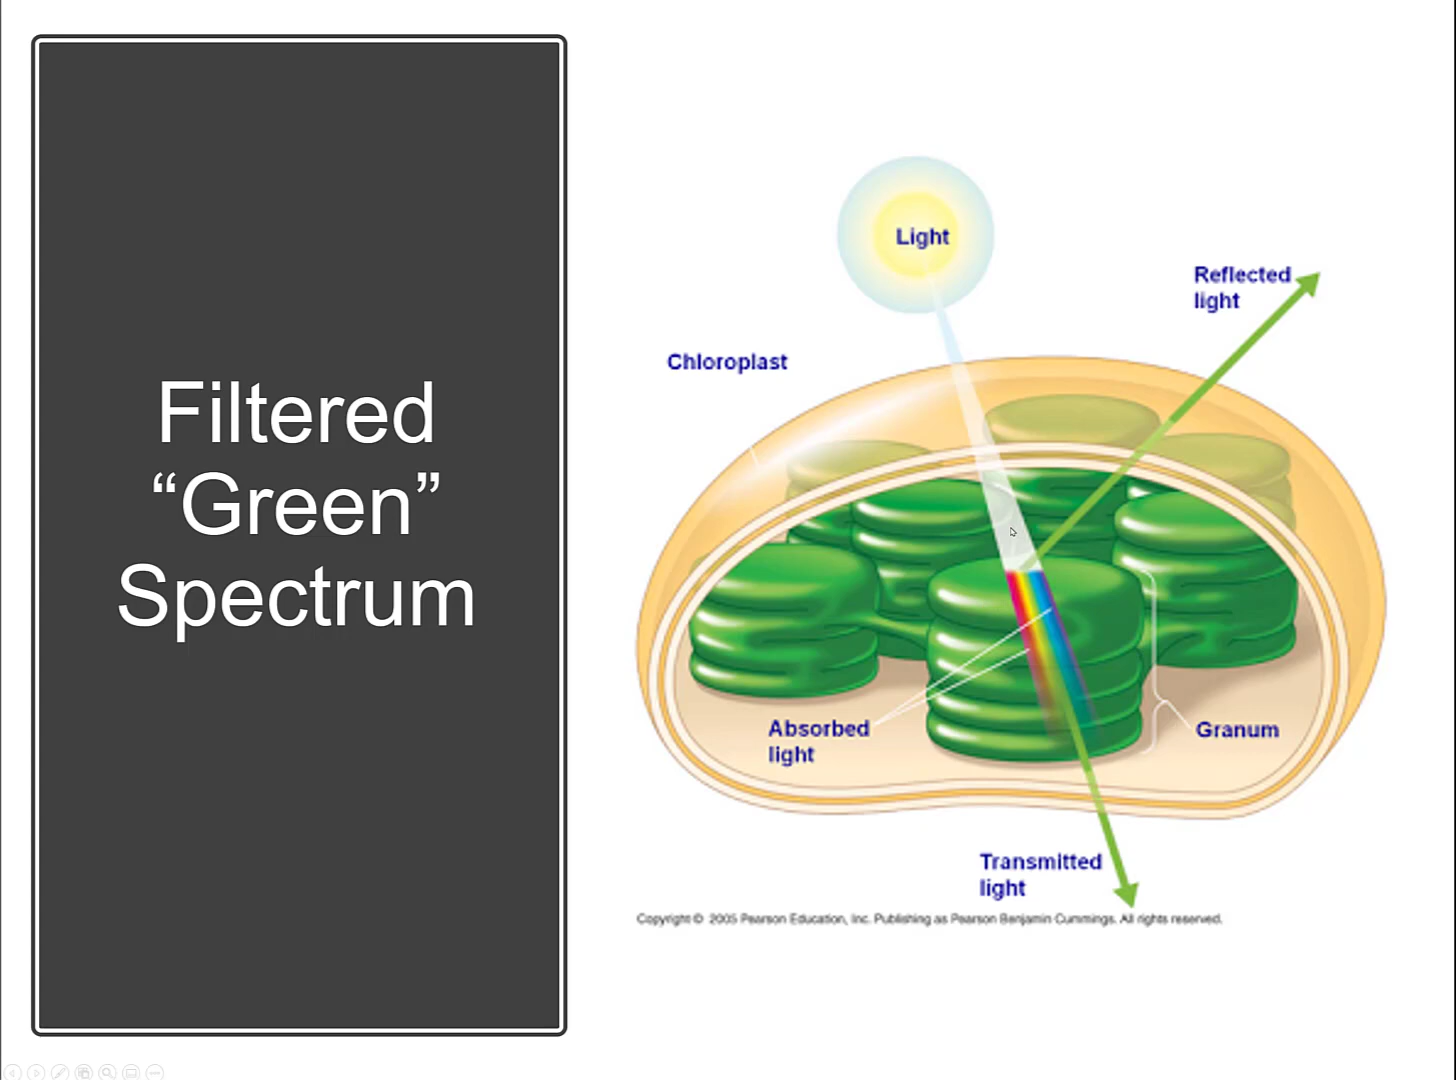 Filtered
“Green”
Spectrum
Light
Reflected
light
Chloroplast
Absorbed
light
Granum
Transmitted
light
Copyright © 2005 Pearson Education, Inc. Publishing as Pearson Benjamin Cummings. All rights reserved.